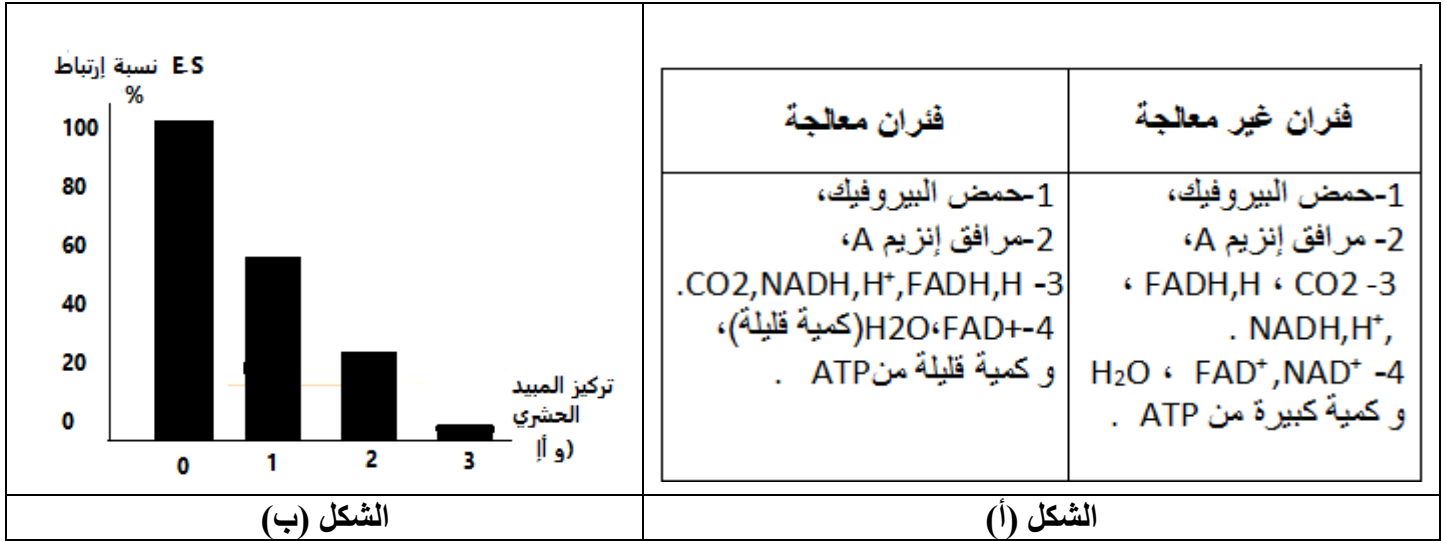 فئران غير معالجة
1-حمض البيروفيك،
2- مرافق إنزيم A،
3- CO2 ، FADH,H ،
NADH,H⁺, .
4- FAD⁺,NAD⁺ ، H₂O
و كمية كبيرة من ATP .
فئران معالجة
1-حمض البيروفيك،
2-مرافق إنزيم A،
3- CO2,NADH,H⁺,FADH,H.
4-+FAD،H2O(كمية قليلة)،
و كمية قليلة منATP .
الشكل (أ)
نسبة إرتباط E.S
%
100
80
60
40
20
0
0 1 2 3
تركيز المبيد
الحشري
(و أ)
الشكل (ب)